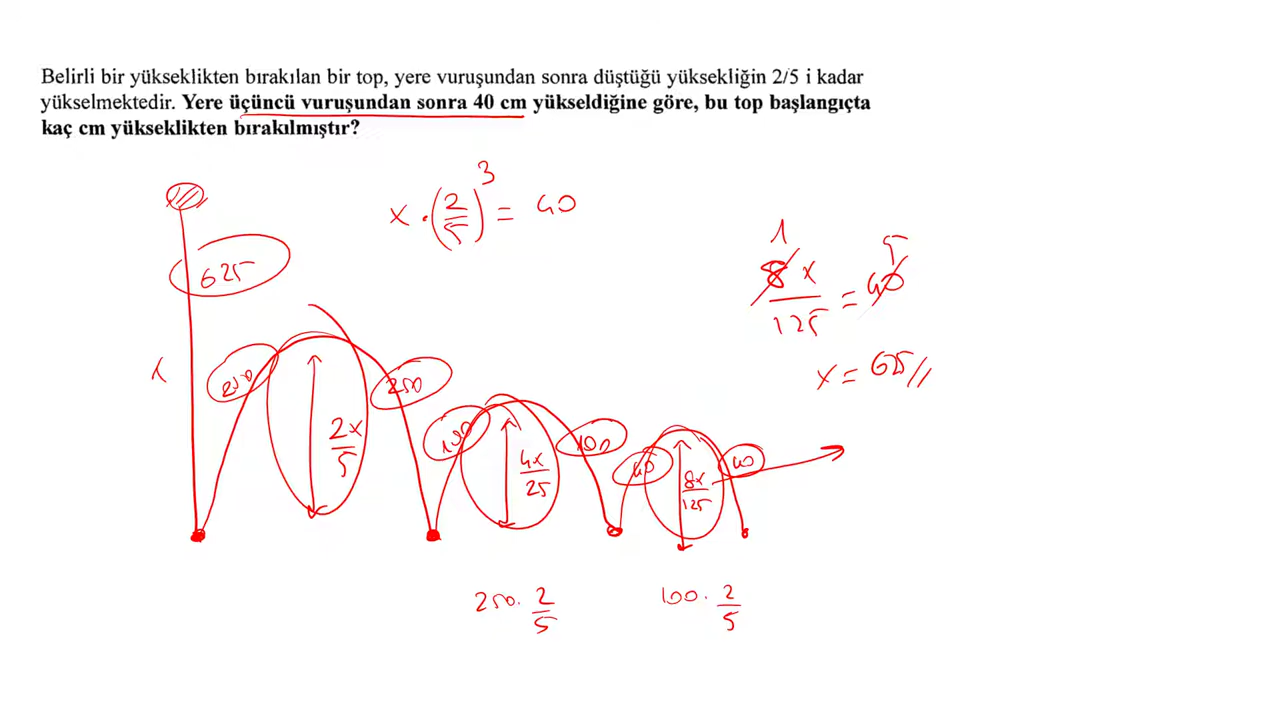 Belirli bir yükseklikten bırakılan bir top, yere vuruşundan sonra düştüğü yüksekliğin 2/5 i kadar
yükselmektedir. Yere üçüncü vuruşundan sonra 40 cm yükseldiğine göre, bu top başlangıçta
kaç cm yükseklikten bırakılmıştır?
x · (2/5)^3 = 40
1 5
8x/125 = 40
x = 625 //
625
x
250
250
2x/5
100
100
4x/25
40
40
8x/125
250 · 2/5
100 · 2/5